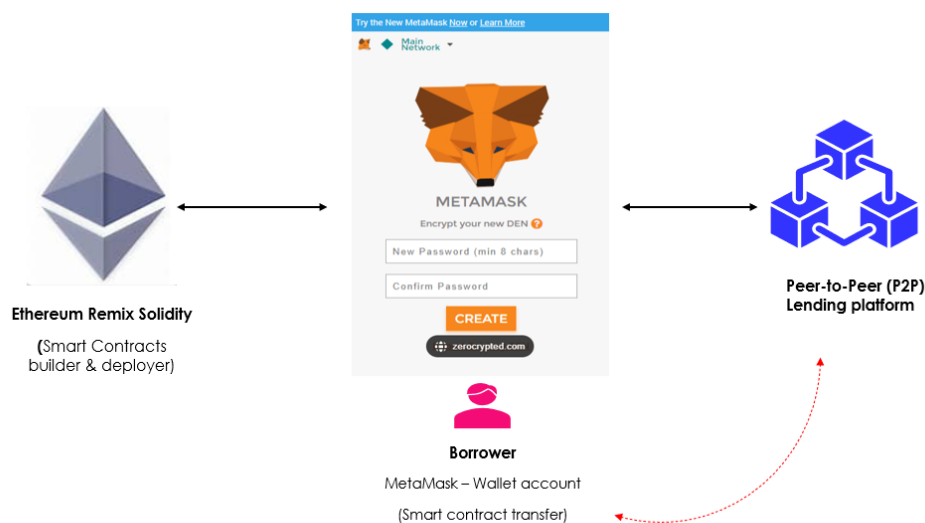 Try the New MetaMask Now or Learn More
Main
Network
METAMASK
Encrypt your new DEN ?
New Password (min 8 chars)
Confirm Password
CREATE
zerocrypted.com
Ethereum Remix Solidity
(Smart Contracts
builder & deployer)
Peer-to-Peer (P2P)
Lending platform
Borrower
MetaMask – Wallet account
(Smart contract transfer)